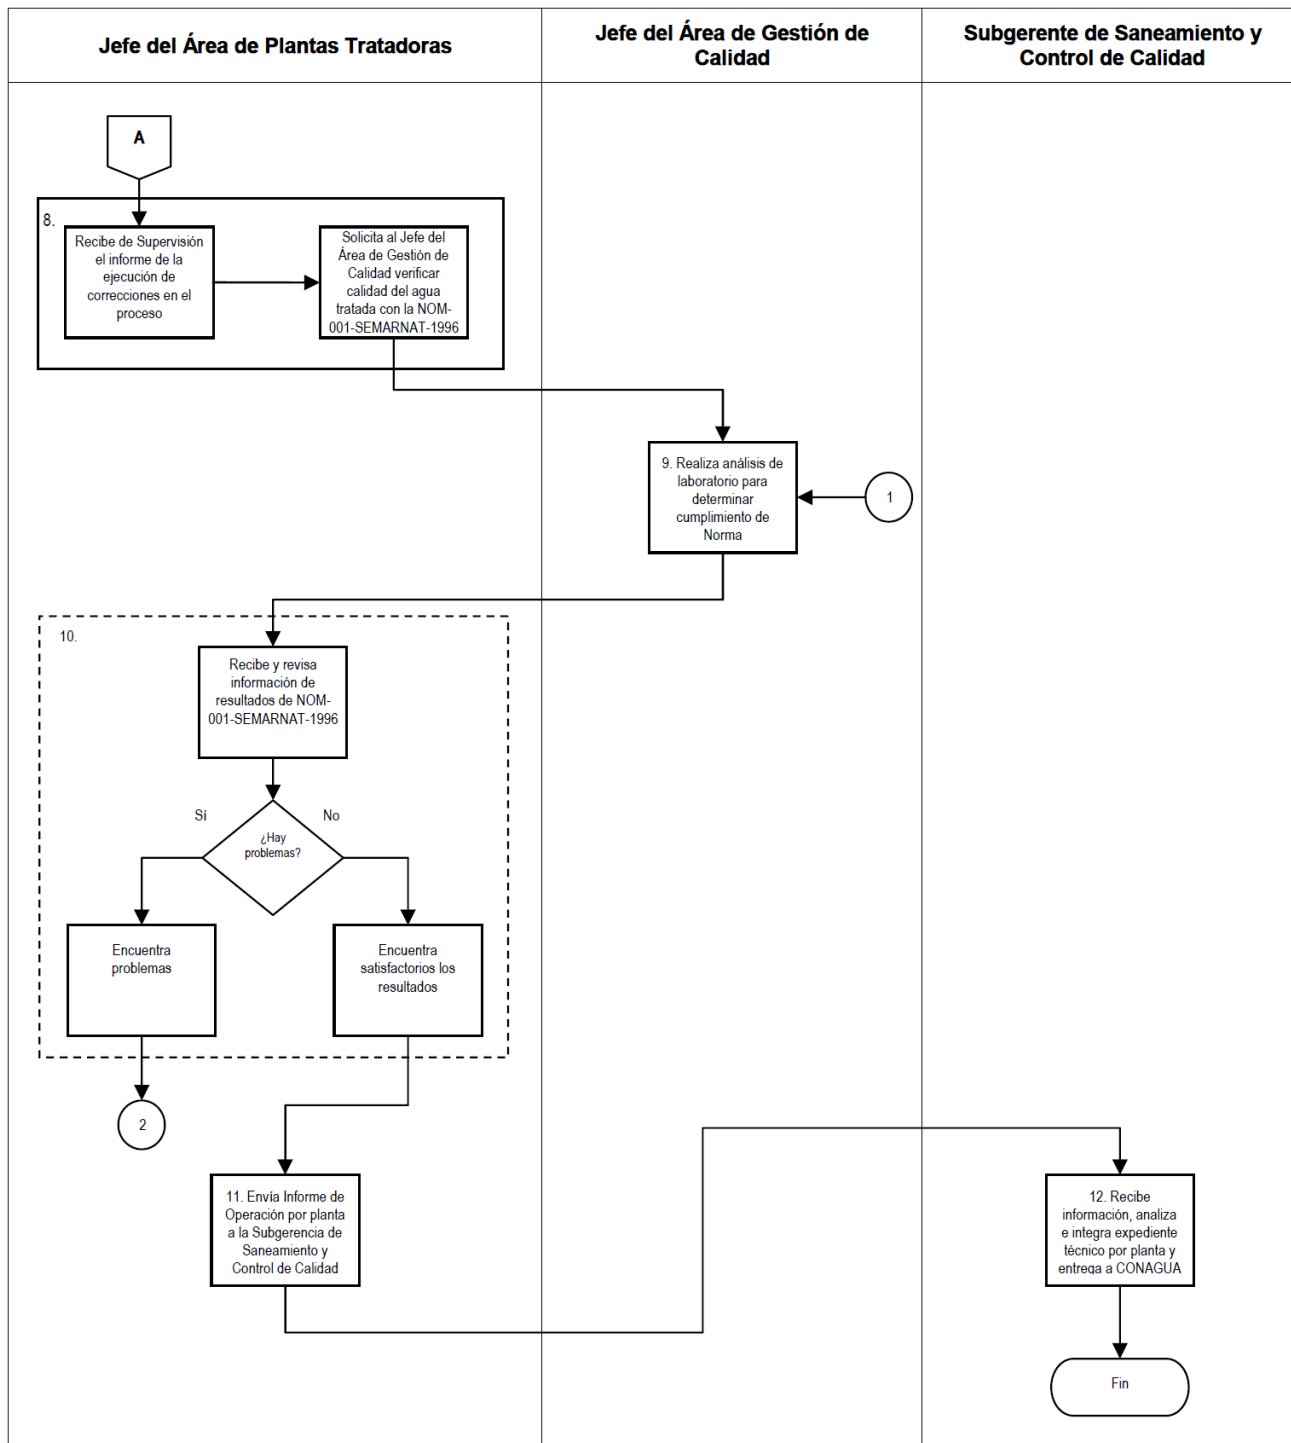 Jefe del Área de Plantas Tratadoras
Jefe del Área de Gestión de
Calidad
Subgerente de Saneamiento y
Control de Calidad
A
8.
Recibe de Supervisión
el informe de la
ejecución de
correcciones en el
proceso
Solicita al Jefe del
Área de Gestión de
Calidad verificar
calidad del agua
tratada con la NOM-
001-SEMARNAT-1996
9. Realiza análisis de
laboratorio para
determinar
cumplimiento de
Norma
1
10.
Recibe y revisa
información de
resultados de NOM-
001-SEMARNAT-1996
Sí
No
¿Hay
problemas?
Encuentra
problemas
Encuentra
satisfactorios los
resultados
2
11. Envía Informe de
Operación por planta
a la Subgerencia de
Saneamiento y
Control de Calidad
12. Recibe
información, analiza
e integra expediente
técnico por planta y
entrega a CONAGUA
Fin